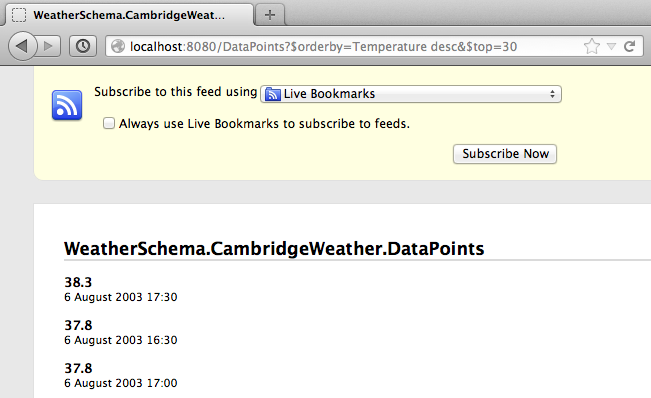 WeatherSchema.CambridgeWeat...
localhost:8080/DataPoints?$orderby=Temperature desc&$top=30
Subscribe to this feed using Live Bookmarks
Always use Live Bookmarks to subscribe to feeds.
Subscribe Now
WeatherSchema.CambridgeWeather.DataPoints
38.3
6 August 2003 17:30
37.8
6 August 2003 16:30
37.8
6 August 2003 17:00